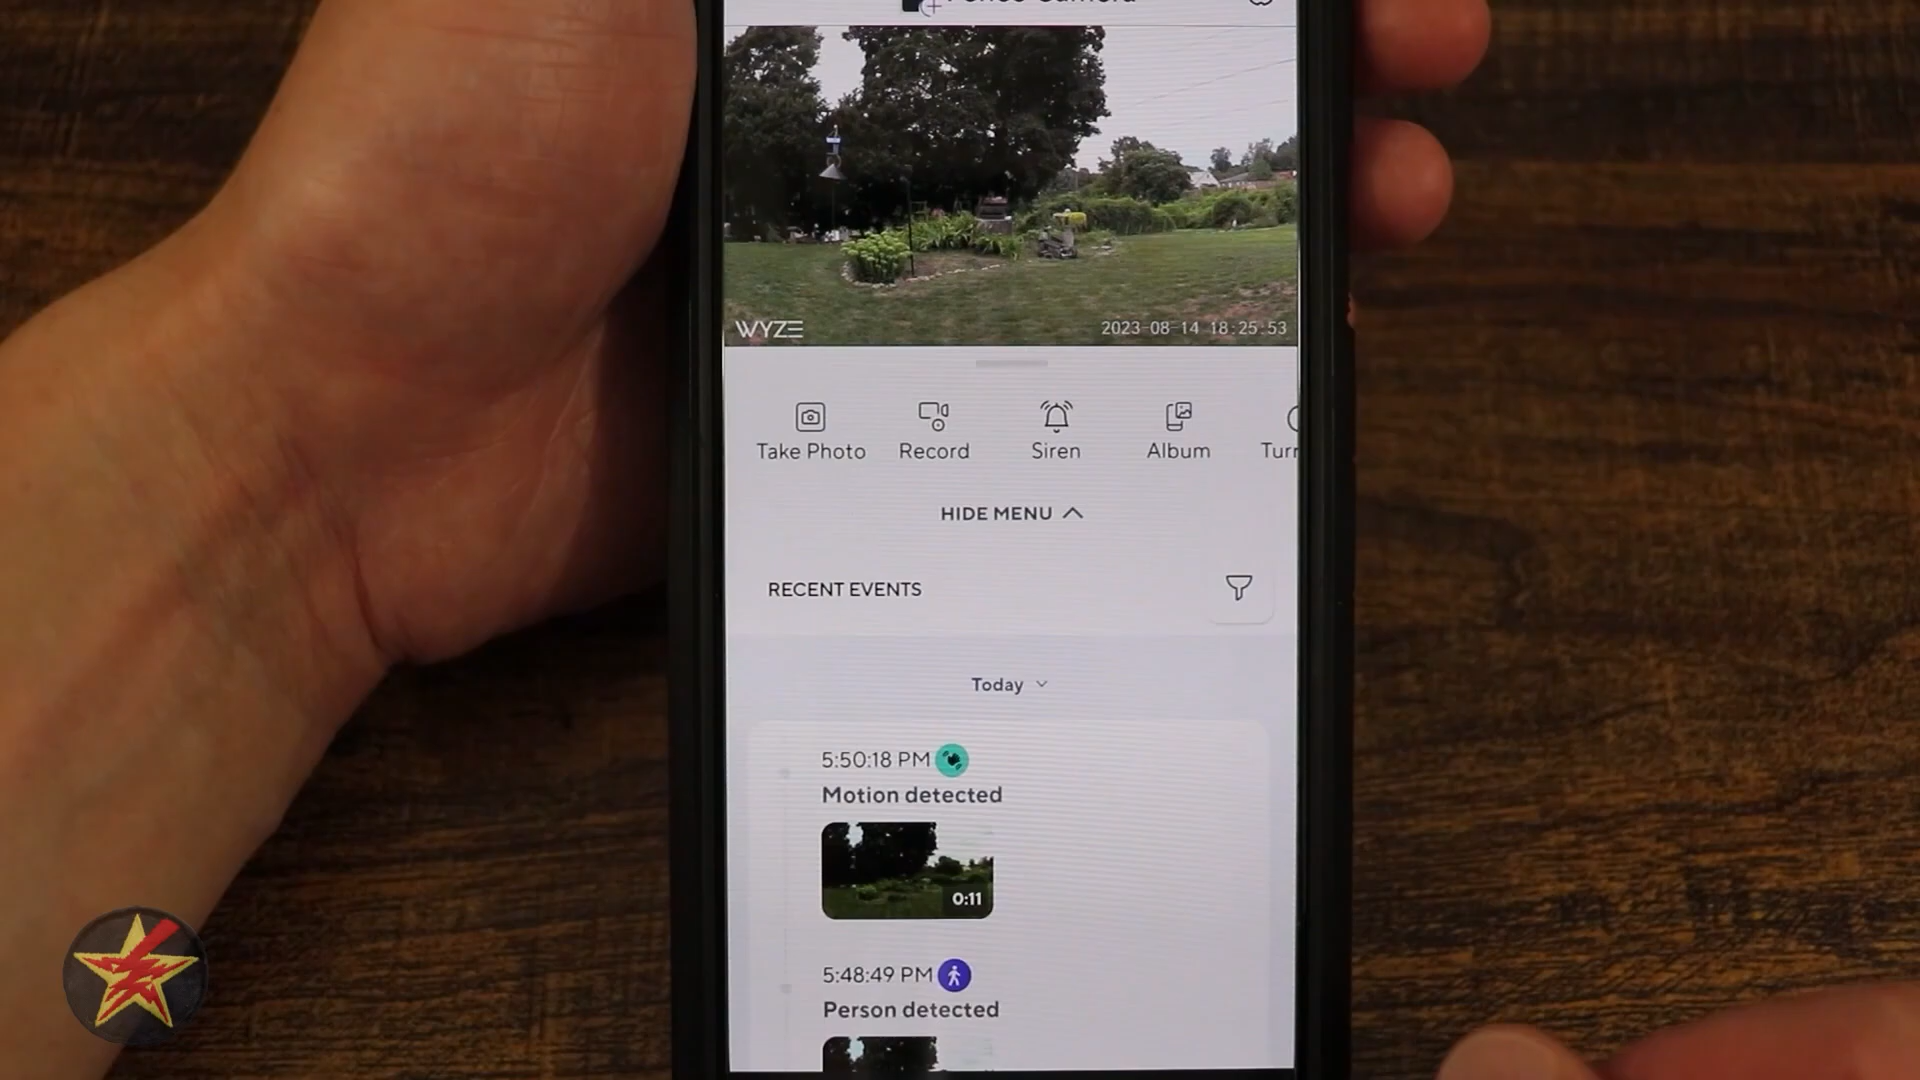 Camera
WYZE 2023-08-14 18:25:53
Take Photo Record Siren Album
HIDE MENU
RECENT EVENTS
Today
5:50:18 PM
Motion detected
0:11
5:48:49 PM
Person detected